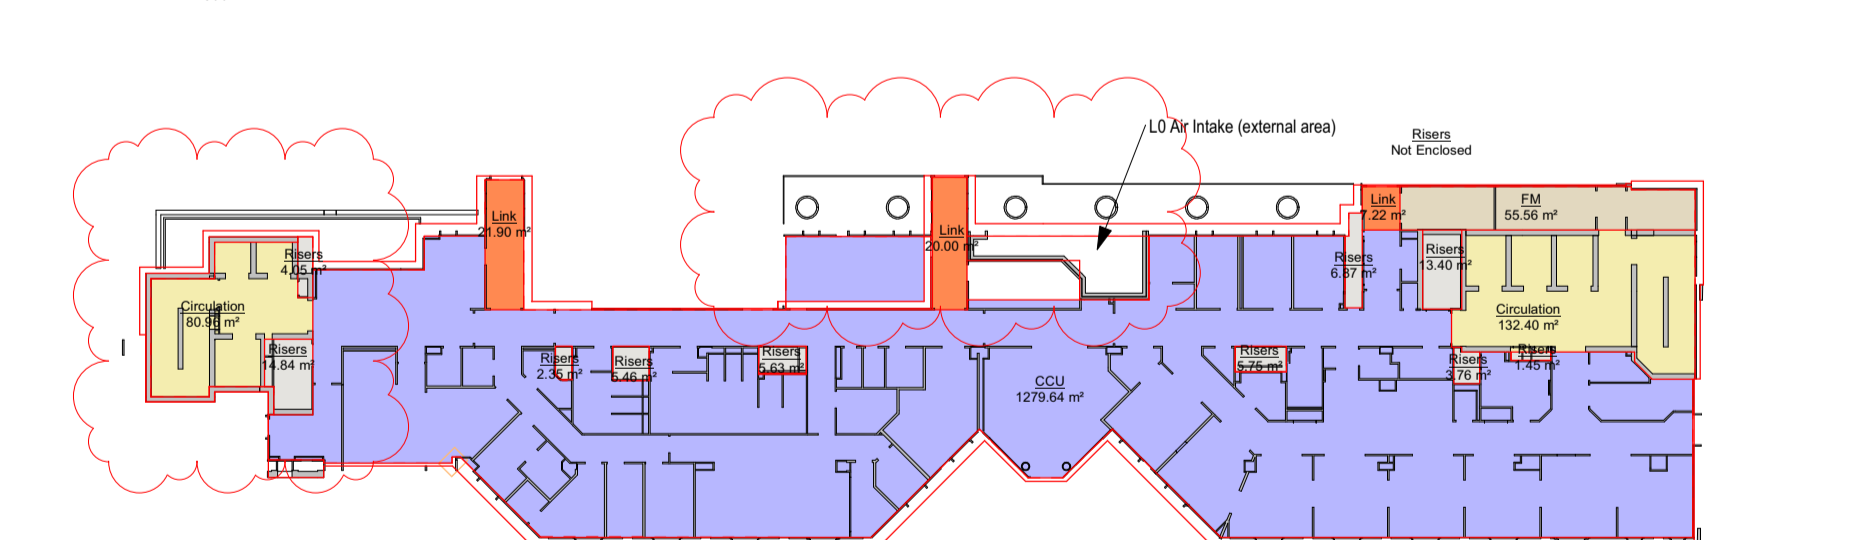 L0 Air Intake (external area)
Risers
Not Enclosed
Link
21.90 m²
Link
20.00 m²
Link
7.22 m²
FM
55.56 m²
Risers
4.05 m²
Risers
6.87 m²
Risers
13.40 m²
Circulation
80.96 m²
Circulation
132.40 m²
Risers
14.84 m²
Risers
2.35 m²
Risers
5.46 m²
Risers
5.63 m²
Risers
5.75 m²
Risers
3.76 m²
Risers
1.45 m²
CCU
1279.64 m²